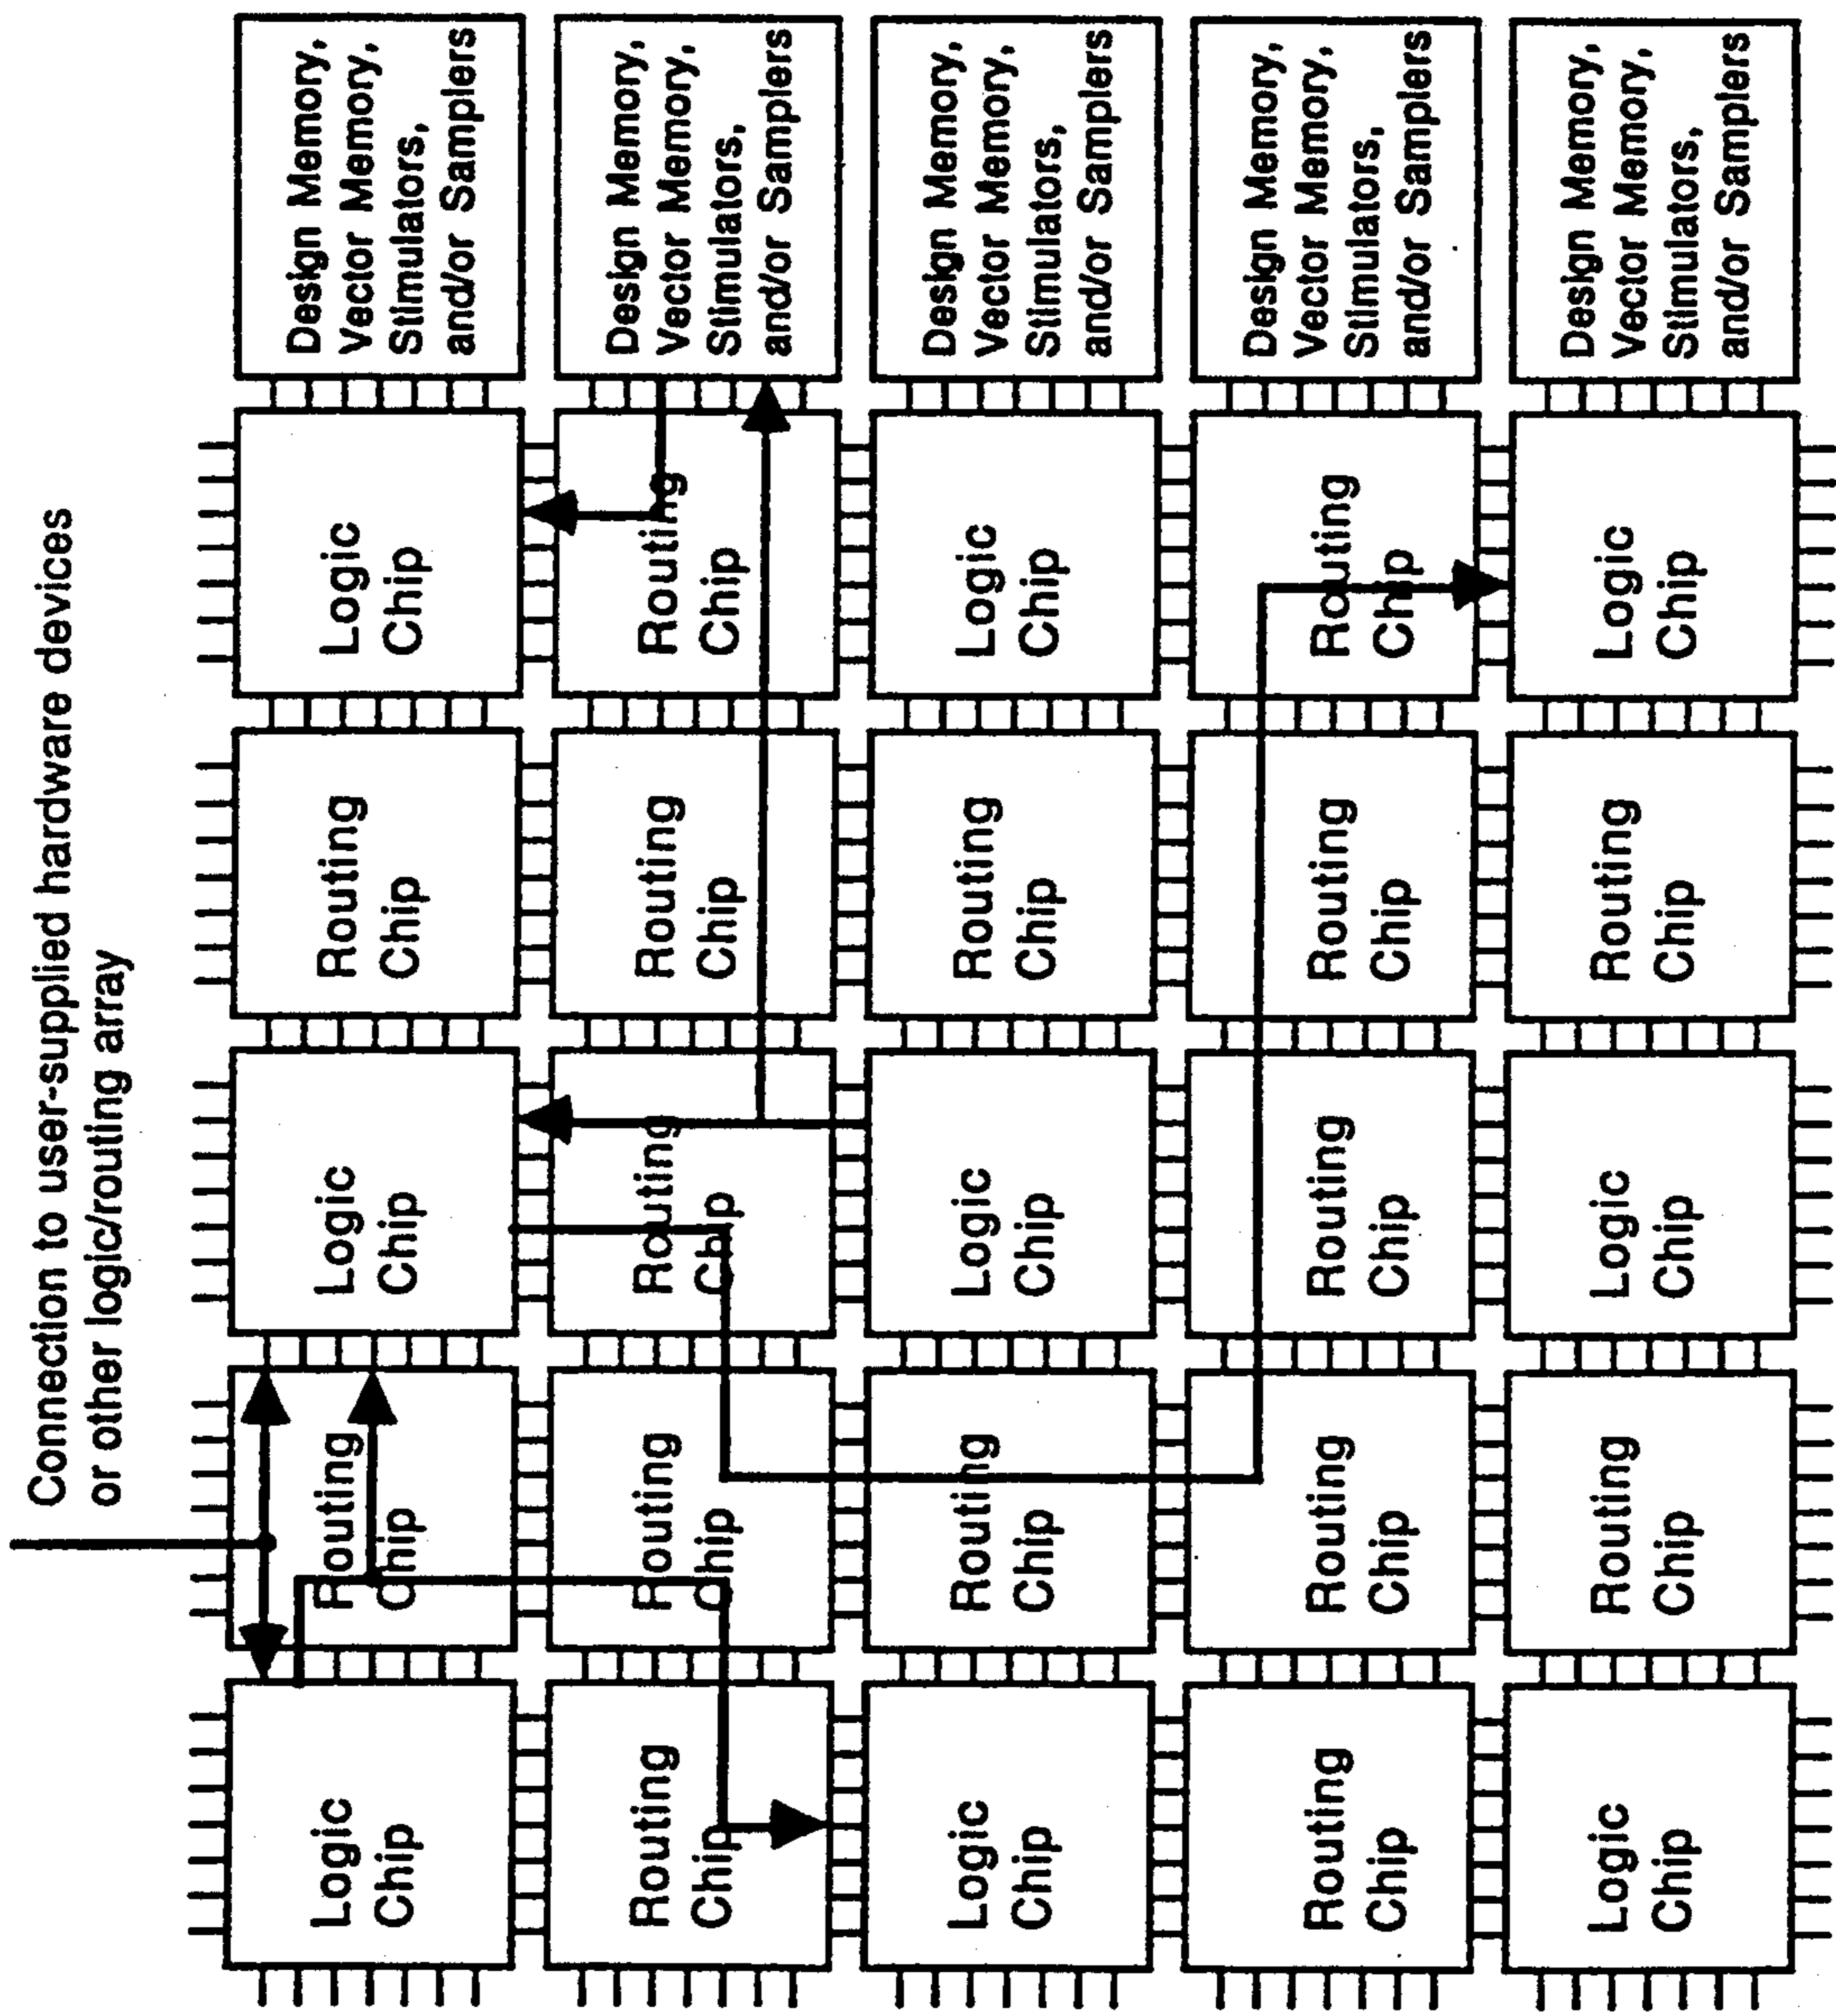 Connection to user-supplied hardware devices
or other logic/routing array
Logic
Chip
Routing
Chip
Logic
Chip
Routing
Chip
Logic
Chip
Design Memory,
Vector Memory,
Stimulators,
and/or Samplers
Routing
Chip
Routing
Chip
Routing
Chip
Routing
Chip
Routing
Chip
Design Memory,
Vector Memory,
Stimulators,
and/or Samplers
Logic
Chip
Routing
Chip
Logic
Chip
Routing
Chip
Logic
Chip
Design Memory,
Vector Memory,
Stimulators,
and/or Samplers
Routing
Chip
Routing
Chip
Routing
Chip
Routing
Chip
Routing
Chip
Design Memory,
Vector Memory,
Stimulators,
and/or Samplers
Logic
Chip
Routing
Chip
Logic
Chip
Routing
Chip
Logic
Chip
Design Memory,
Vector Memory,
Stimulators,
and/or Samplers